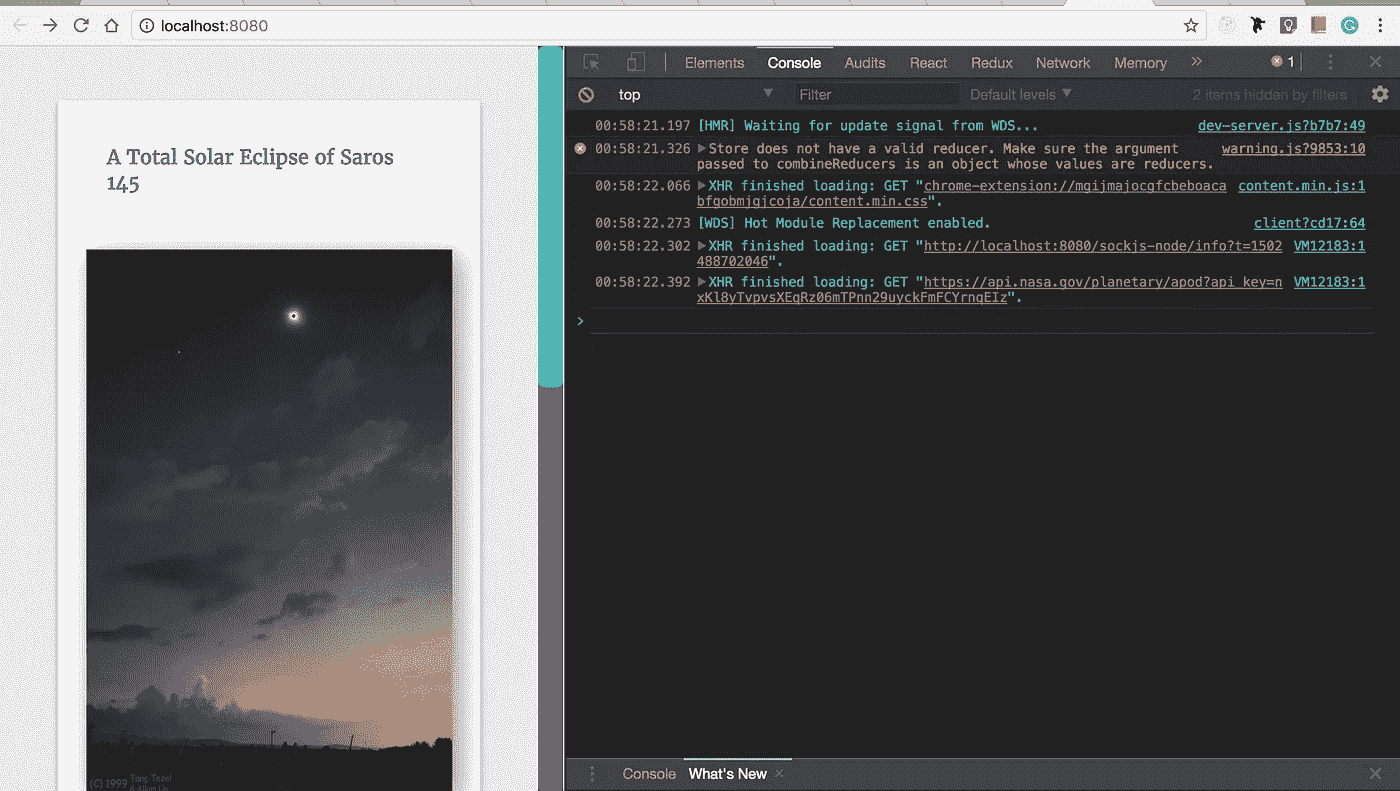 localhost:8080
A Total Solar Eclipse of Saros
145
(C) 1999 Tunç Tezel
Elements Console Audits React Redux Network Memory » 1
top Filter Default levels 2 items hidden by filters
00:58:21.197 [HMR] Waiting for update signal from WDS... dev-server.js?b7b7:49
00:58:21.326 Store does not have a valid reducer. Make sure the argument warning.js?9853:10
passed to combineReducers is an object whose values are reducers.
00:58:22.066 XHR finished loading: GET "chrome-extension://mgijmajocgfcbeboaca content.min.js:1
bfgobmjgjcoja/content.min.css".
00:58:22.273 [WDS] Hot Module Replacement enabled. client?cd17:64
00:58:22.302 XHR finished loading: GET "http://localhost:8080/sockjs-node/info?t=1502 VM12183:1
488702046".
00:58:22.392 XHR finished loading: GET "https://api.nasa.gov/planetary/apod?api_key=n VM12183:1
xKl8yTvpvsXEqRz06mTPnn29uyckFmFCYrnqEIz".
Console What's New